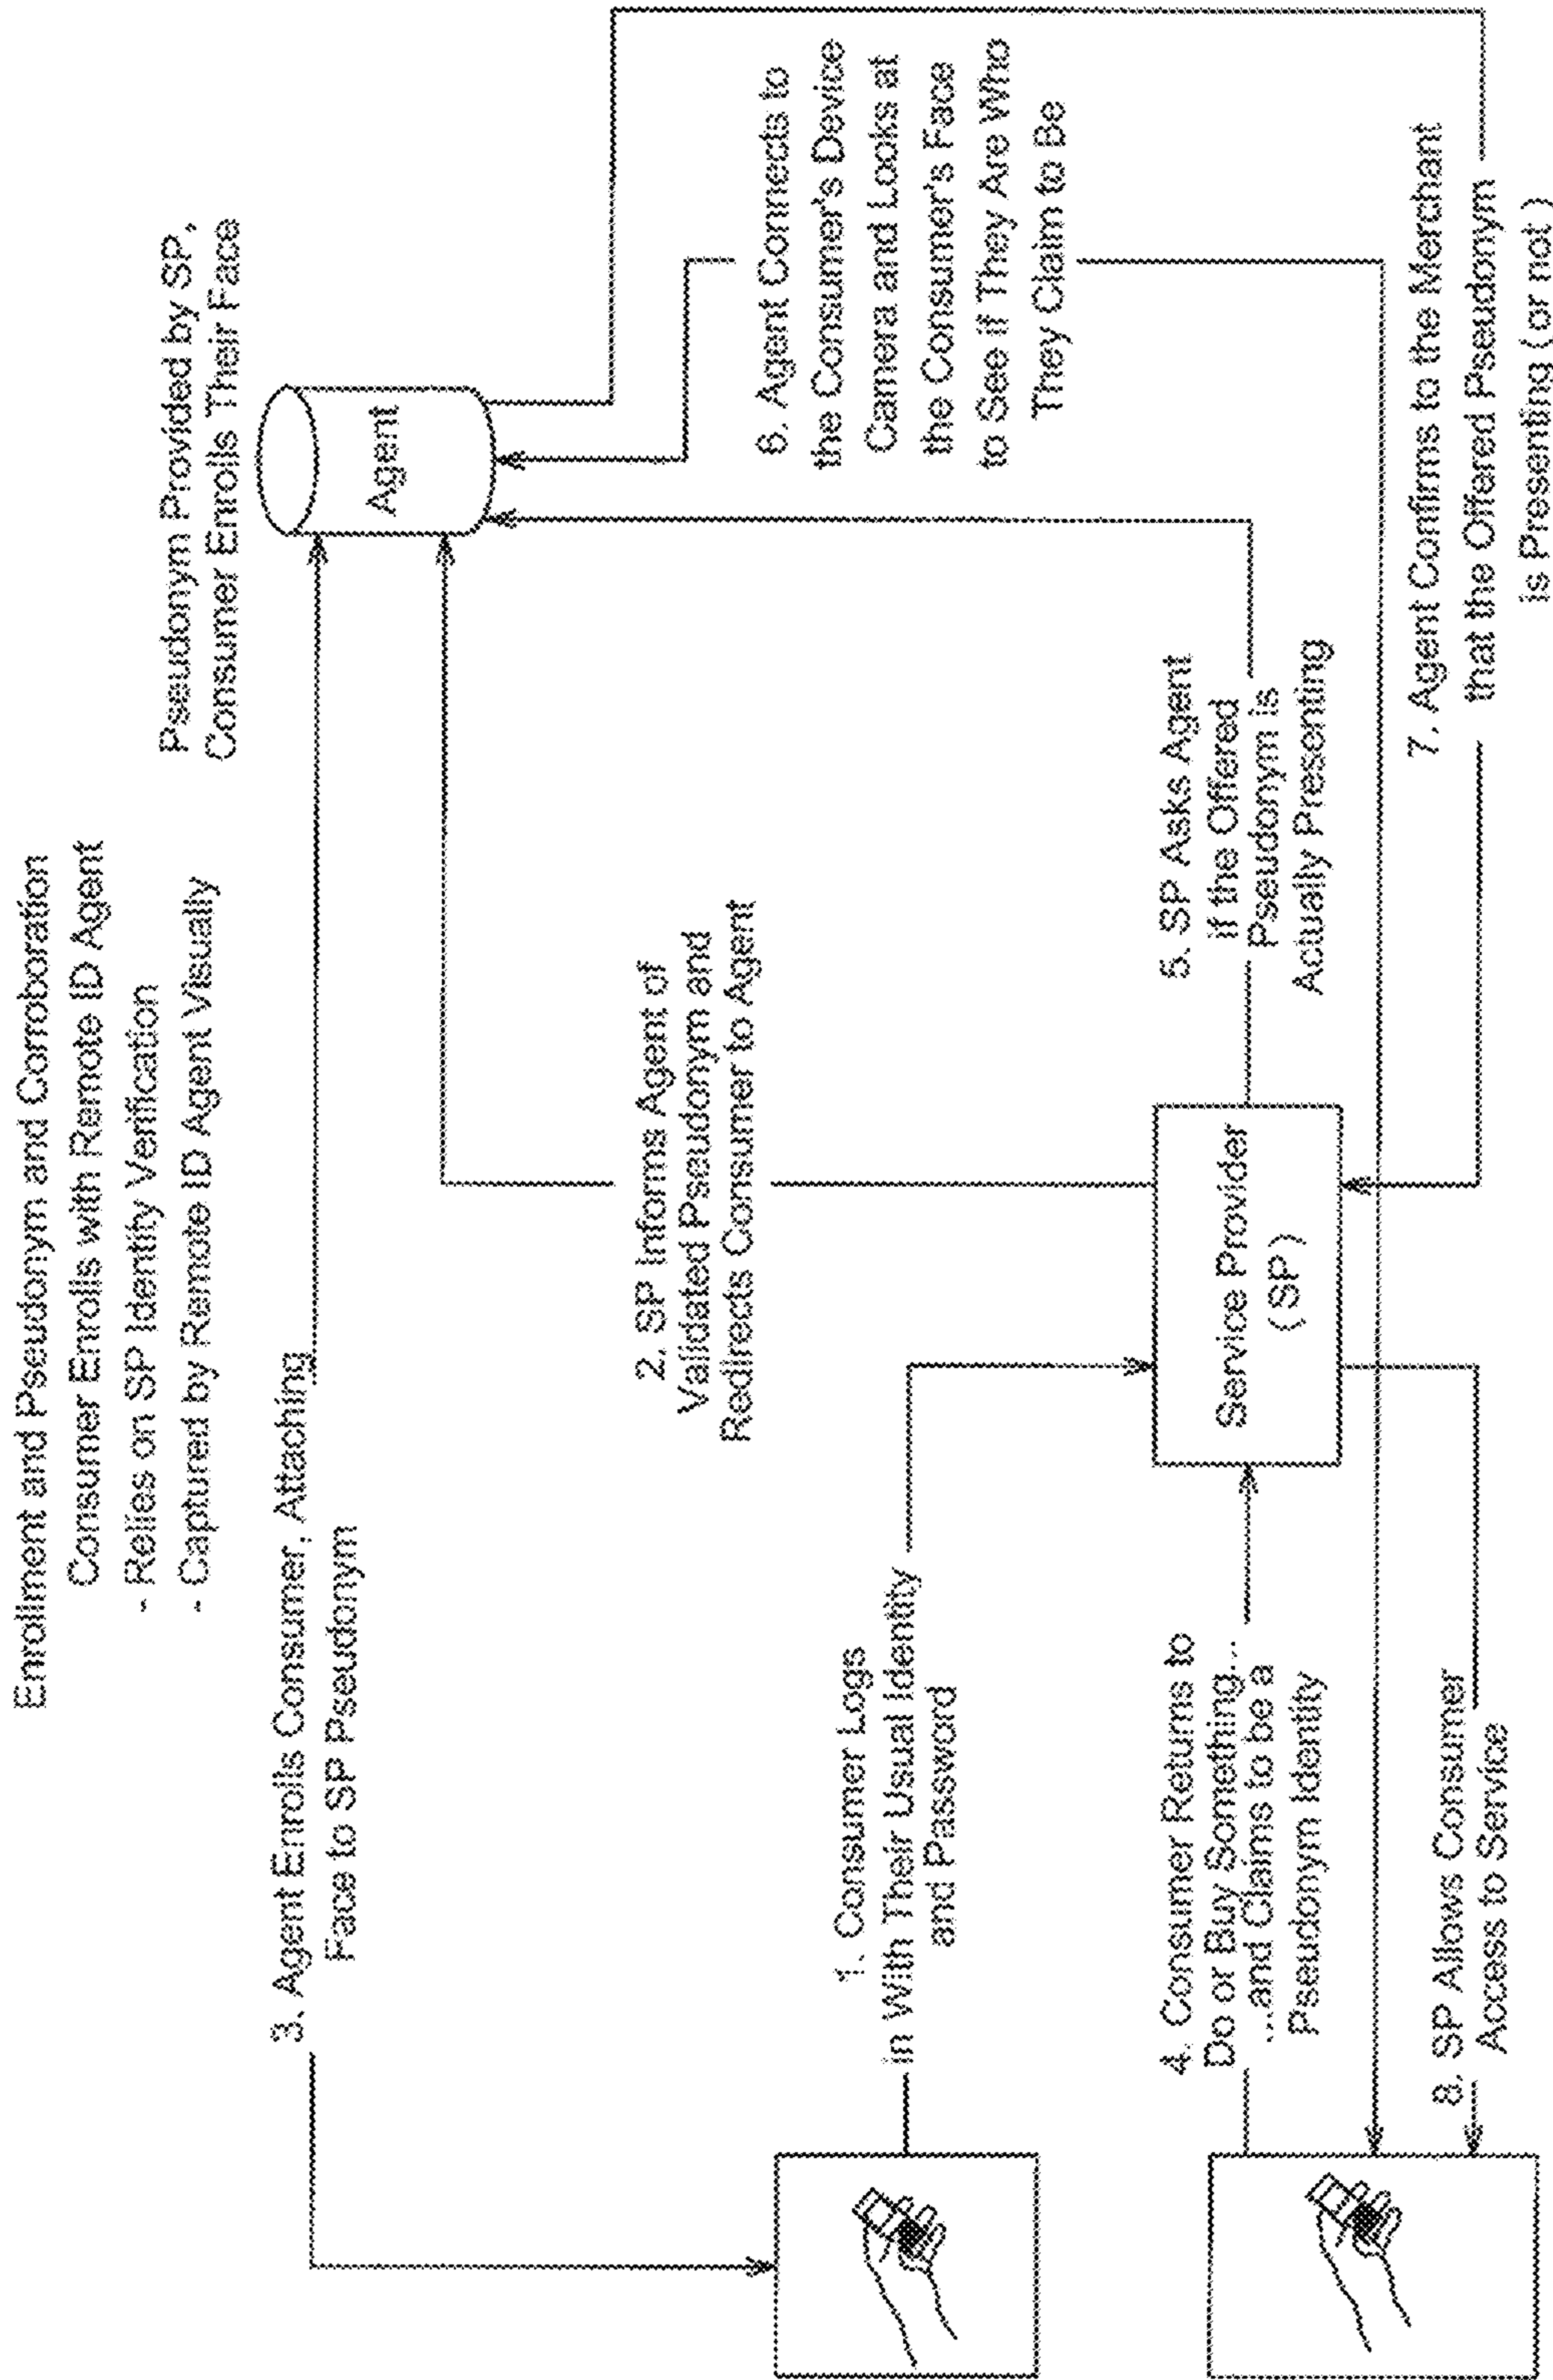 Enrollment and Pseudonym and Corroboration
Consumer Enrolls with Remote ID Agent
- Relies on SP Identity Verification
- Captured by Remote ID Agent Visually
Pseudonym Provided by SP,
Consumer Enrolls Their Face
3. Agent Enrolls Consumer, Attaching
Face to SP Pseudonym
Agent
2. SP Informs Agent of
Validated Pseudonym and
Redirects Consumer to Agent
6. Agent Connects to
the Consumer's Device
Camera and Looks at
the Consumer's Face
to See if They Are Who
They Claim to Be
1. Consumer Logs
in With Their Usual Identity
and Password
4. Consumer Returns to
Do or Buy Something...
...and Claims to be a
Pseudonym Identity
Service Provider
(SP)
5. SP Asks Agent
if the Offered
Pseudonym is
Actually Presenting
7. Agent Confirms to the Merchant
that the Offered Pseudonym
is Presenting (or not)
8. SP Allows Consumer
Access to Service